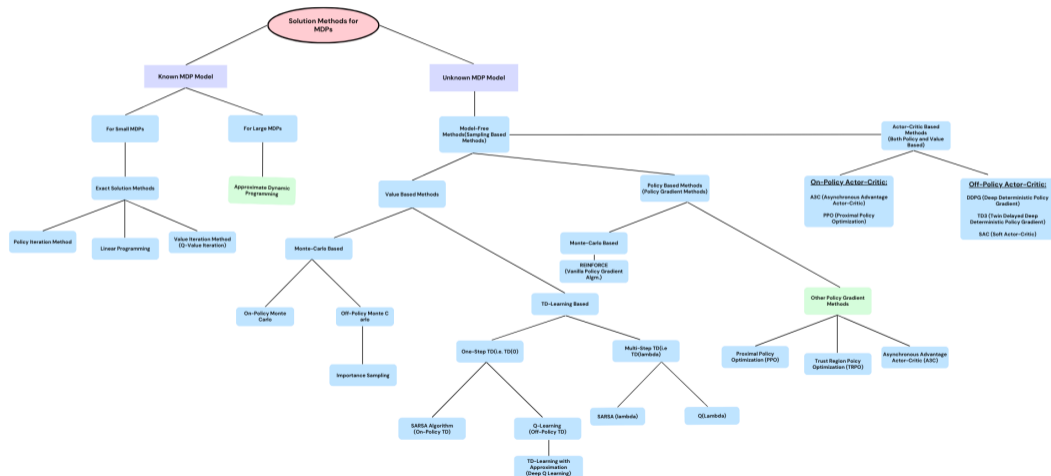 Solution Methods for
MDPs
Known MDP Model
Unknown MDP Model
For Small MDPs
For Large MDPs
Model-Free
Methods(Sampling Based
Methods)
Actor-Critic Based
Methods
(Both Policy and Value
Based)
Exact Solution Methods
Approximate Dynamic
Programming
Value Based Methods
Policy Based Methods
(Policy Gradient Methods)
On-Policy Actor-Critic:
A3C (Asynchronous Advantage
Actor-Critic)
PPO (Proximal Policy
Optimization)
Off-Policy Actor-Critic:
DDPG (Deep Deterministic Policy
Gradient)
TD3 (Twin Delayed Deep
Deterministic Policy Gradient)
SAC (Soft Actor-Critic)
Policy Iteration Method
Linear Programming
Value Iteration Method
(Q-Value Iteration)
Monte-Carlo Based
Monte-Carlo Based
REINFORCE
(Vanilla Policy Gradient
Algm.)
TD-Learning Based
Other Policy Gradient
Methods
On-Policy Monte
Carlo
Off-Policy Monte C
arlo
Importance Sampling
One-Step TD(i.e. TD(0)
Multi-Step TD(i.e
TD(lambda)
Proximal Policy
Optimization (PPO)
Trust Region Policy
Optimization (TRPO)
Asynchronous Advantage
Actor-Critic (A3C)
SARSA Algorithm
(On-Policy TD)
Q-Learning
(Off-Policy TD)
SARSA (lambda)
Q(Lambda)
TD-Learning with
Approximation
(Deep Q Learning)